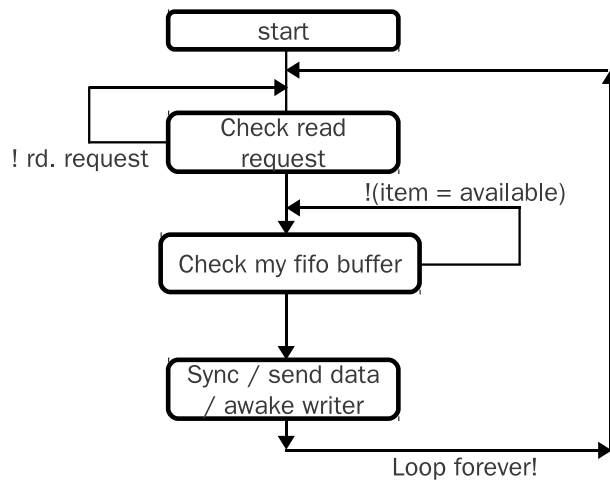 start
Check read
request
! rd. request
!(item = available)
Check my fifo buffer
Sync / send data
/ awake writer
Loop forever!